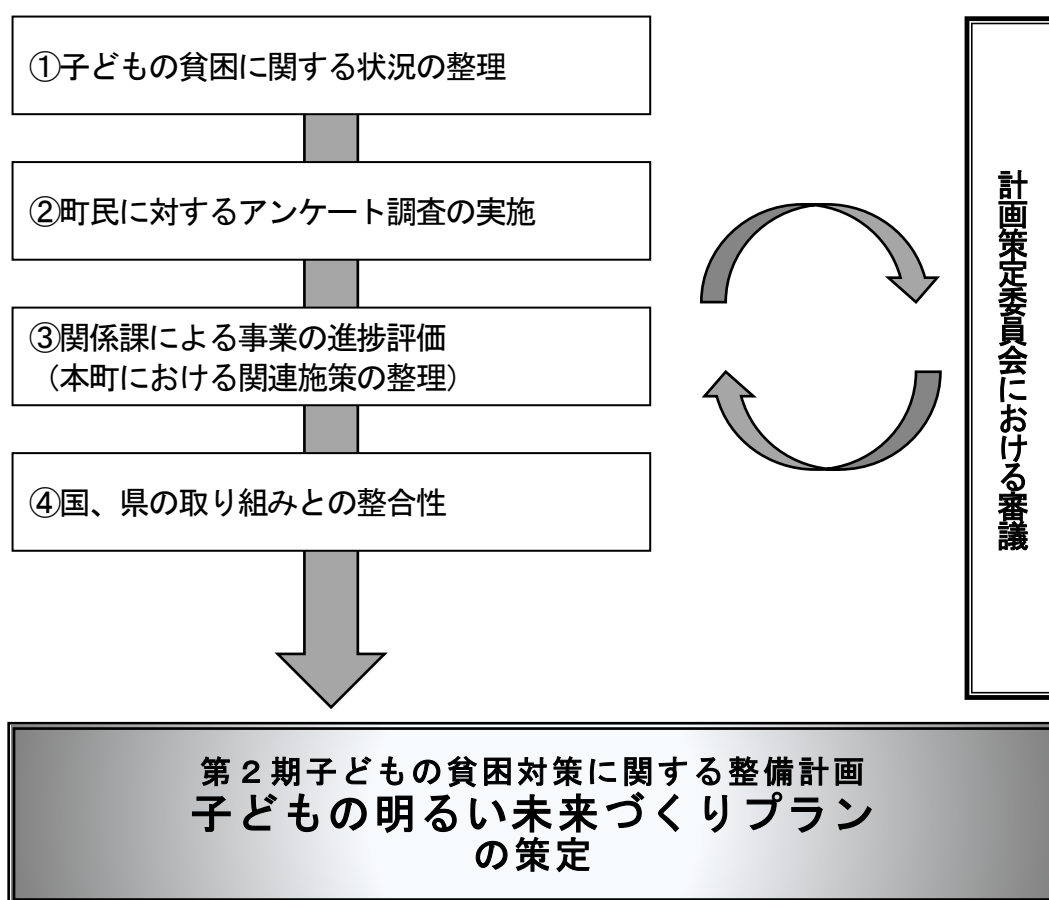 ①子どもの貧困に関する状況の整理
②町民に対するアンケート調査の実施
③関係課による事業の進捗評価
（本町における関連施策の整理）
④国、県の取り組みとの整合性
計画策定委員会における審議
第２期子どもの貧困対策に関する整備計画
子どもの明るい未来づくりプラン
の策定